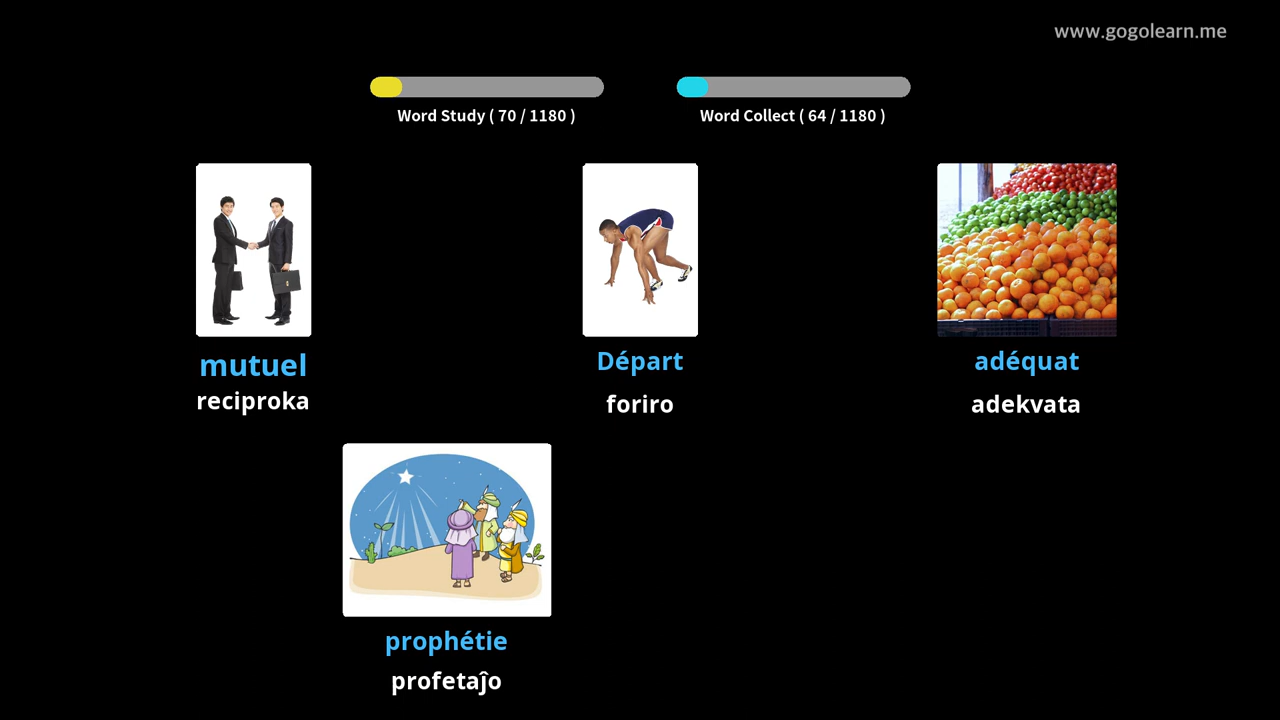 www.gogolearn.me
Word Study ( 70 / 1180 )
Word Collect ( 64 / 1180 )
mutuel
reciproka
Départ
foriro
adéquat
adekvata
prophétie
profetaĵo